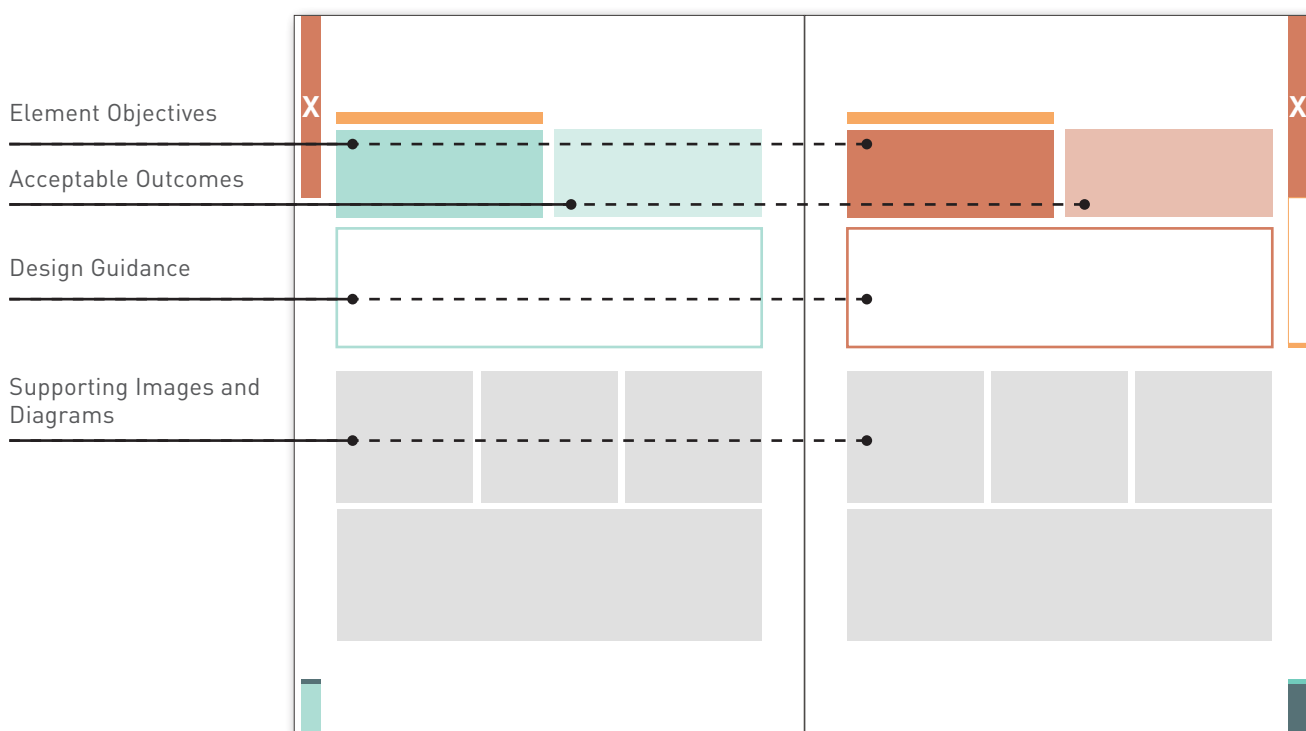 X
X
Element Objectives
Acceptable Outcomes
Design Guidance
Supporting Images and
Diagrams